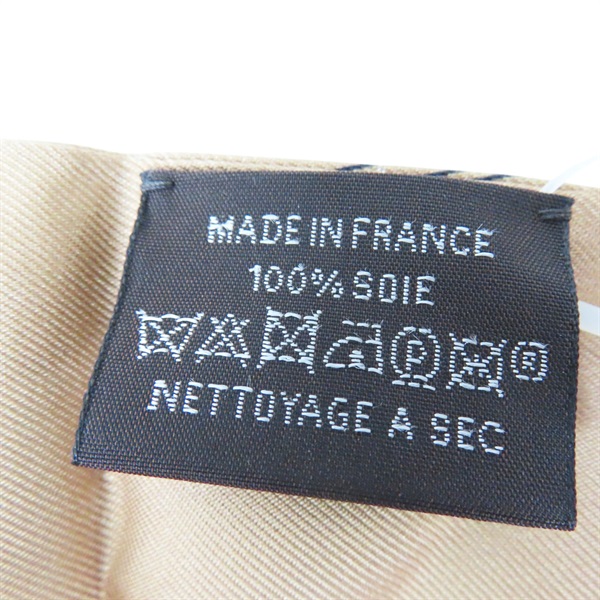 MADE IN FRANCE
100% SOIE
P ®
NETTOYAGE A SEC